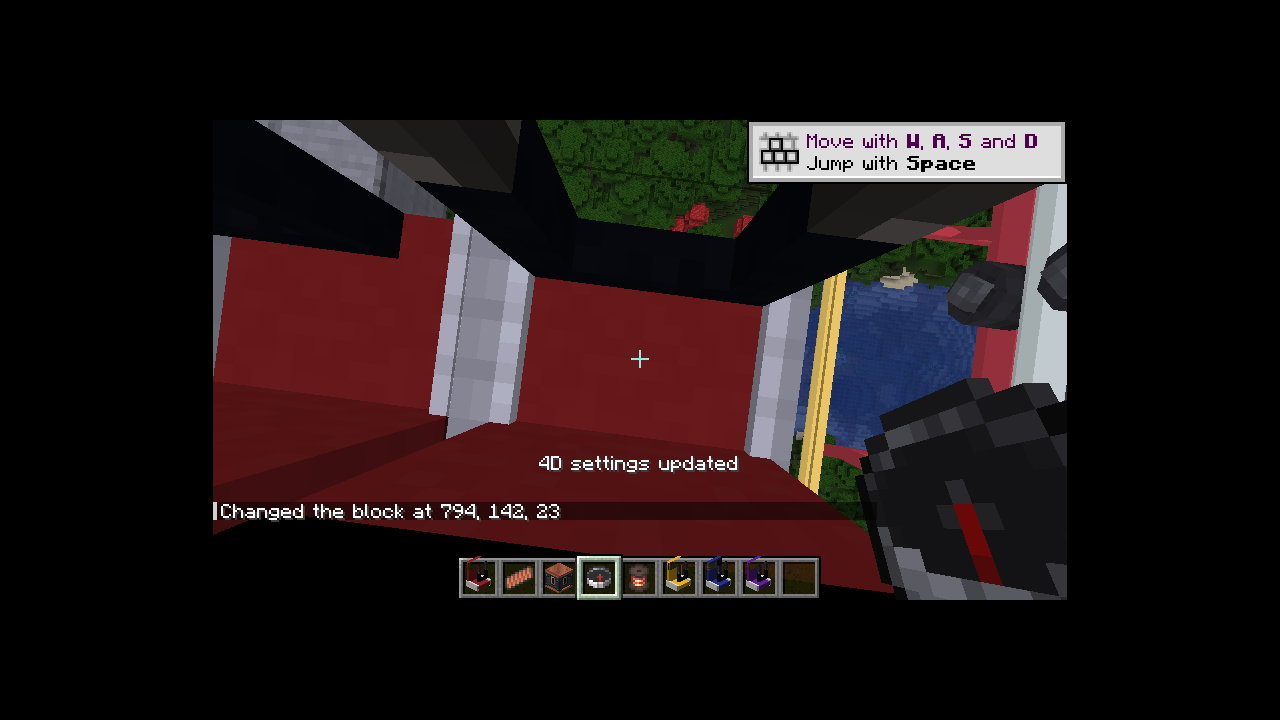 Move with W, A, S and D
Jump with Space
4D settings updated
Changed the block at 794, 142, 23